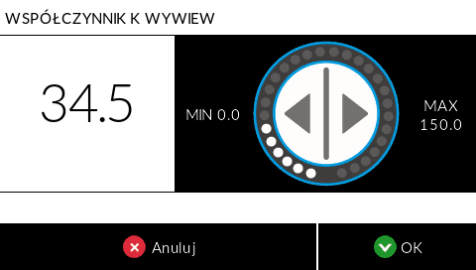 WSPÓŁCZYNNIK K WYWIEW
34.5
MIN 0.0
MAX
150.0
Anuluj
OK